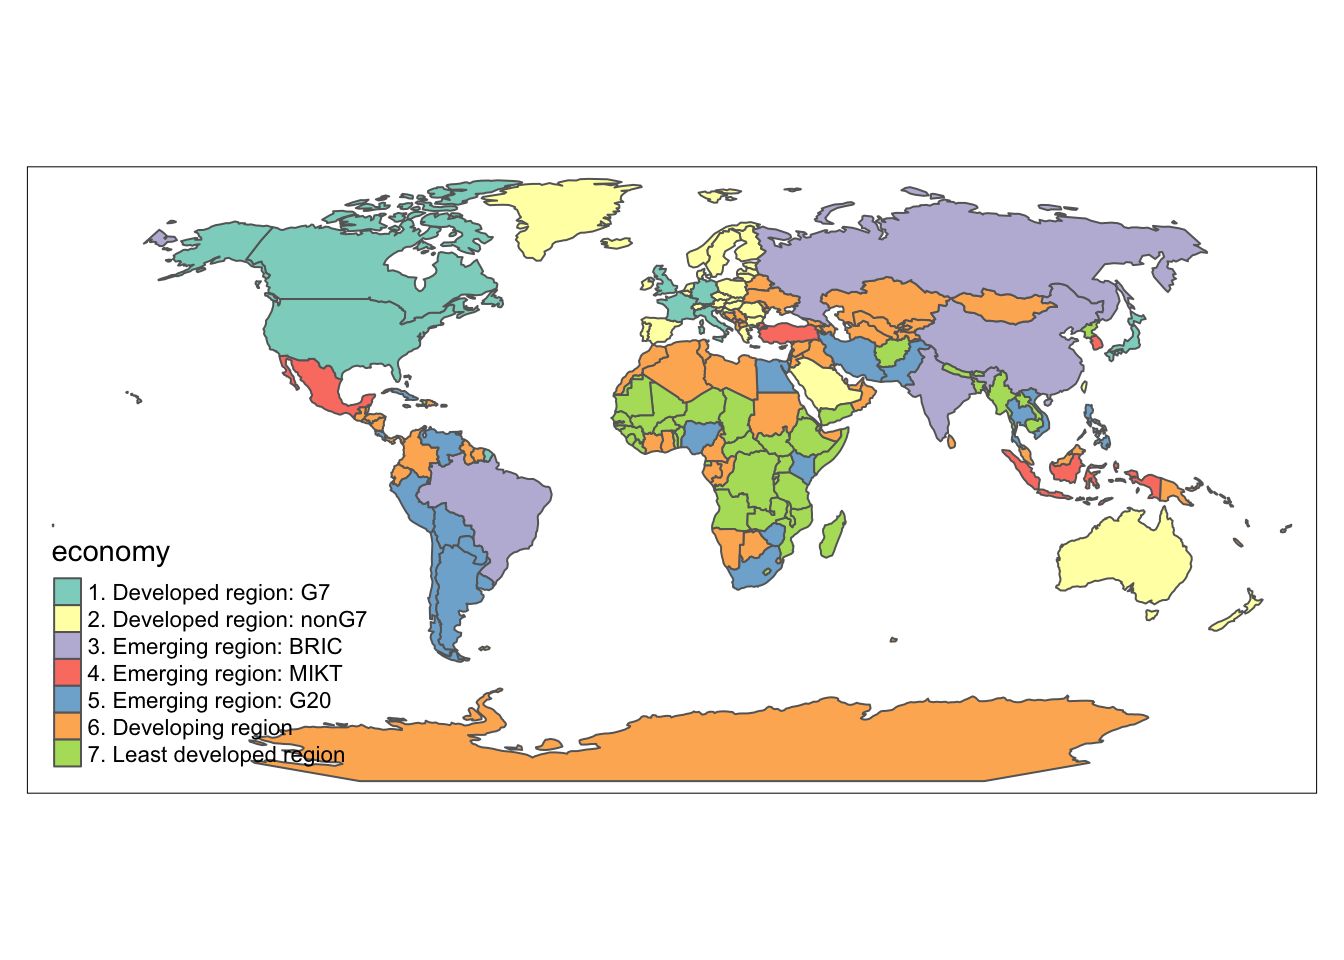 economy
1. Developed region: G7
2. Developed region: nonG7
3. Emerging region: BRIC
4. Emerging region: MIKT
5. Emerging region: G20
6. Developing region
7. Least developed region